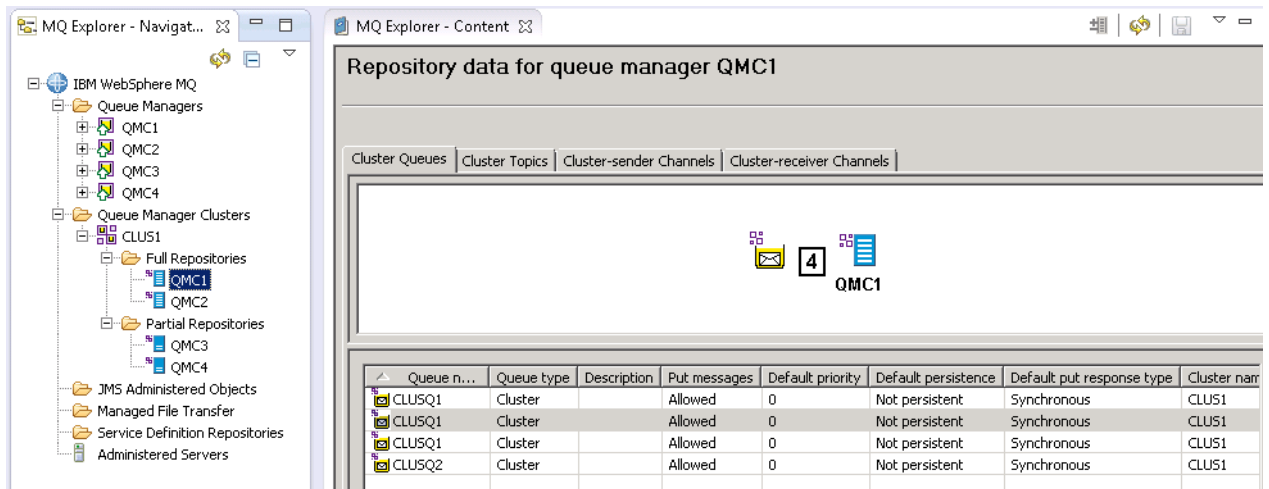 MQ Explorer - Navigat...
IBM WebSphere MQ
Queue Managers
QMC1
QMC2
QMC3
QMC4
Queue Manager Clusters
CLUS1
Full Repositories
QMC1
QMC2
Partial Repositories
QMC3
QMC4
JMS Administered Objects
Managed File Transfer
Service Definition Repositories
Administered Servers
MQ Explorer - Content
Repository data for queue manager QMC1
Cluster Queues Cluster Topics Cluster-sender Channels Cluster-receiver Channels
4
QMC1
Queue n... Queue type Description Put messages Default priority Default persistence Default put response type Cluster nam
CLUSQ1 Cluster Allowed 0 Not persistent Synchronous CLUS1
CLUSQ1 Cluster Allowed 0 Not persistent Synchronous CLUS1
CLUSQ1 Cluster Allowed 0 Not persistent Synchronous CLUS1
CLUSQ2 Cluster Allowed 0 Not persistent Synchronous CLUS1